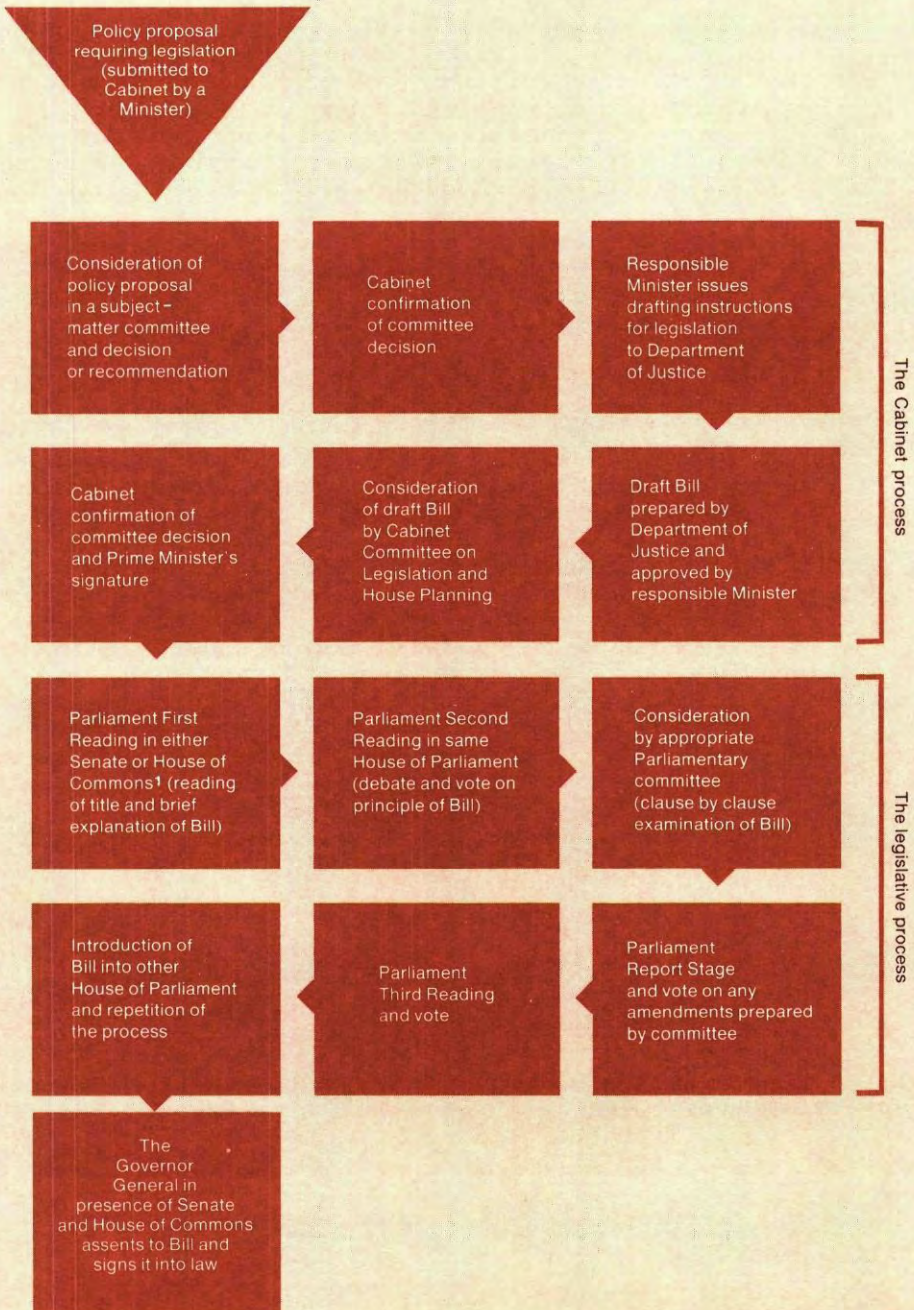 Policy proposal
requiring legislation
(submitted to
Cabinet by a
Minister)
Consideration of
policy proposal
in a subject–
matter committee
and decision
or recommendation
Cabinet
confirmation
of committee
decision
Responsible
Minister issues
drafting instructions
for legislation
to Department
of Justice
Draft Bill
prepared by
Department of
Justice and
approved by
responsible Minister
Consideration
of draft Bill
by Cabinet
Committee on
Legislation and
House Planning
Cabinet
confirmation of
committee decision
and Prime Minister's
signature
The Cabinet process
Parliament First
Reading in either
Senate or House of
Commons¹ (reading
of title and brief
explanation of Bill)
Parliament Second
Reading in same
House of Parliament
(debate and vote on
principle of Bill)
Consideration
by appropriate
Parliamentary
committee
(clause by clause
examination of Bill)
Parliament
Report Stage
and vote on any
amendments prepared
by committee
Parliament
Third Reading
and vote
Introduction of
Bill into other
House of Parliament
and repetition of
the process
The legislative process
The
Governor
General in
presence of Senate
and House of Commons
assents to Bill and
signs it into law